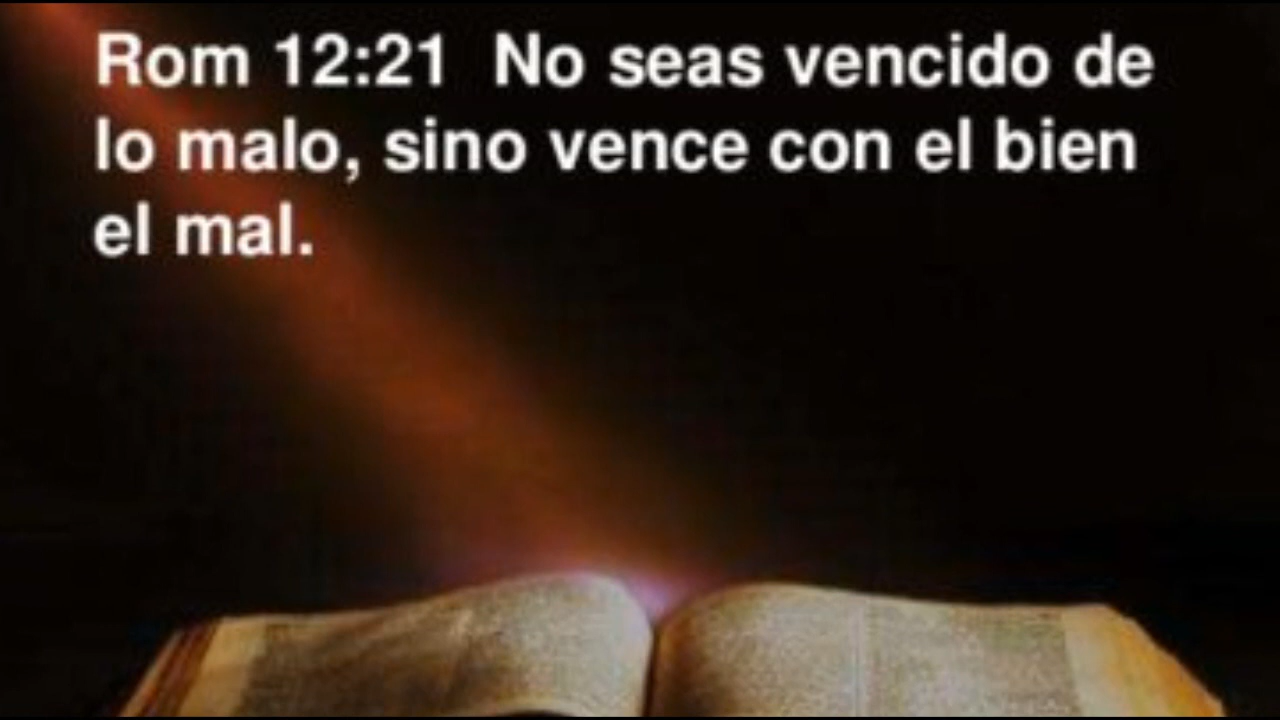 Rom 12:21 No seas vencido de
lo malo, sino vence con el bien
el mal.